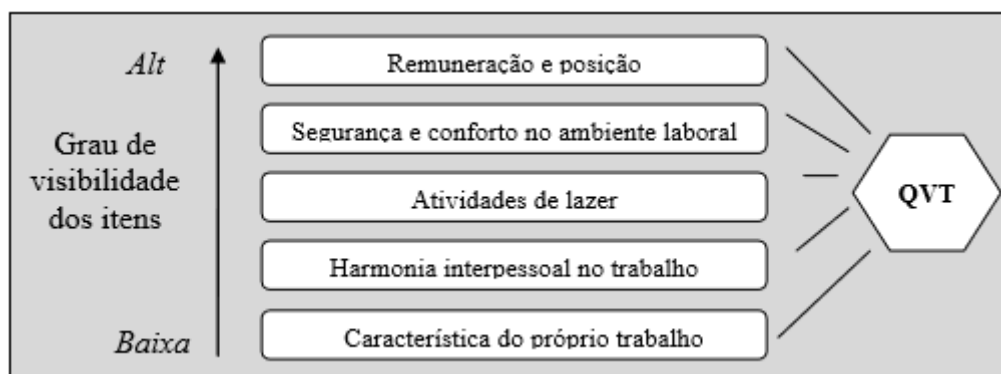 Alt
Remuneração e posição
Segurança e conforto no ambiente laboral
Grau de
visibilidade
dos itens
Atividades de lazer
QVT
Harmonia interpessoal no trabalho
Baixa
Característica do próprio trabalho